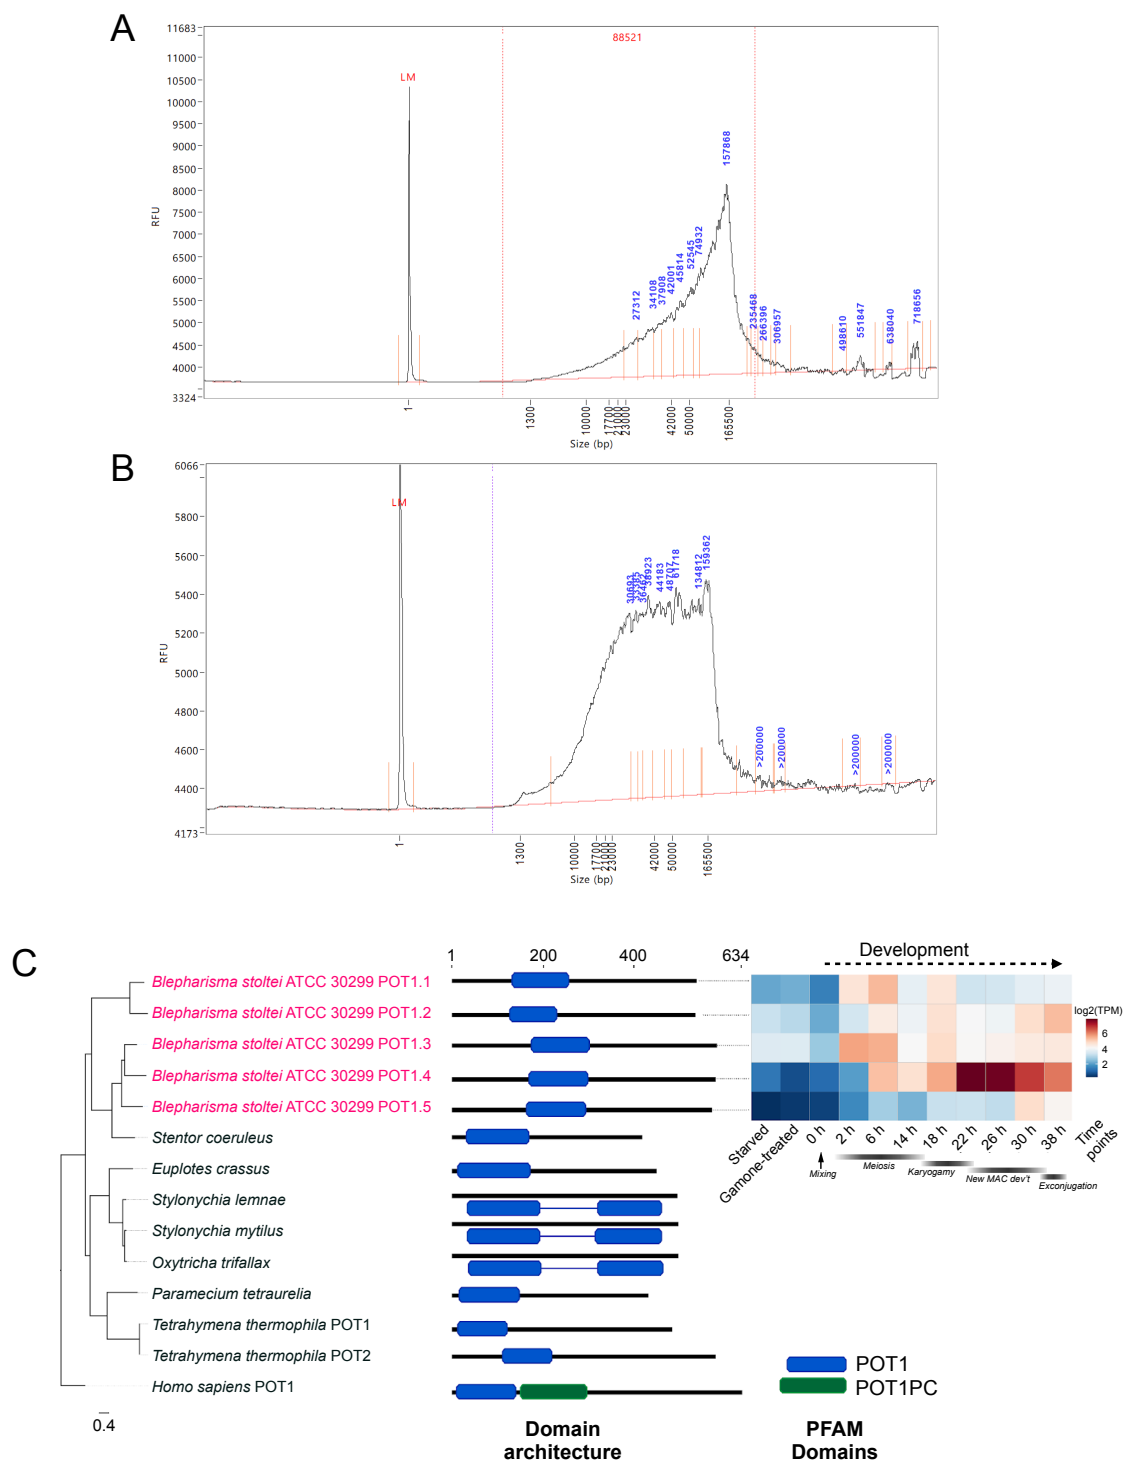 A
11683
11000
10500
10000
9500
9000
8500
8000
7500
7000
6500
6000
5500
5000
4500
4000
3324
RFU
LM
88521
27312
34108
37908
42001
45814
52545
74932
157868
235468
266396
306957
498610
551847
638040
718656
1
1300
10000
17700
21000
23000
42000
50000
165500
Size (bp)
B
6066
5800
5600
5400
5200
5000
4800
4600
4400
4173
RFU
LM
30693
36462
38923
44183
48707
61718
134812
159362
>200000
>200000
>200000
>200000
1
1300
10000
17700
21000
23000
42000
50000
165500
Size (bp)
C
1 200 400 634
Development
Blepharisma stoltei ATCC 30299 POT1.1
Blepharisma stoltei ATCC 30299 POT1.2
Blepharisma stoltei ATCC 30299 POT1.3
Blepharisma stoltei ATCC 30299 POT1.4
Blepharisma stoltei ATCC 30299 POT1.5
Stentor coeruleus
Euplotes crassus
Stylonychia lemnae
Stylonychia mytilus
Oxytricha trifallax
Paramecium tetraurelia
Tetrahymena thermophila POT1
Tetrahymena thermophila POT2
Homo sapiens POT1
0.4
log2(TPM)
6
4
2
Starved
Gamone-treated
0 h
2 h
6 h
14 h
18 h
22 h
26 h
30 h
38 h
Time
points
Mixing
Meiosis
Karyogamy
New MAC dev't
Exconjugation
POT1
POT1PC
Domain
architecture
PFAM
Domains